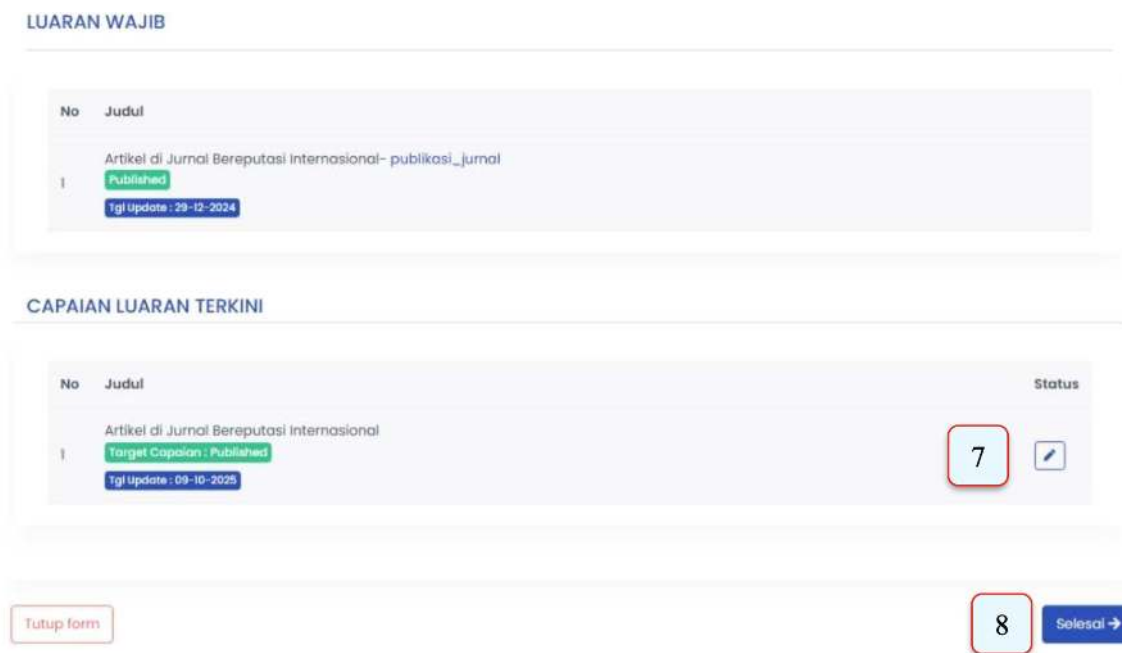 LUARAN WAJIB
No Judul
Artikel di Jurnal Bereputasi Internasional- publikasi_jurnal
1 Published
Tgl Update : 29-12-2024
CAPAIAN LUARAN TERKINI
No Judul Status
Artikel di Jurnal Bereputasi Internasional
1 Target Capaian : Published 7
Tgl Update : 09-10-2025
Tutup form 8 Selesai →